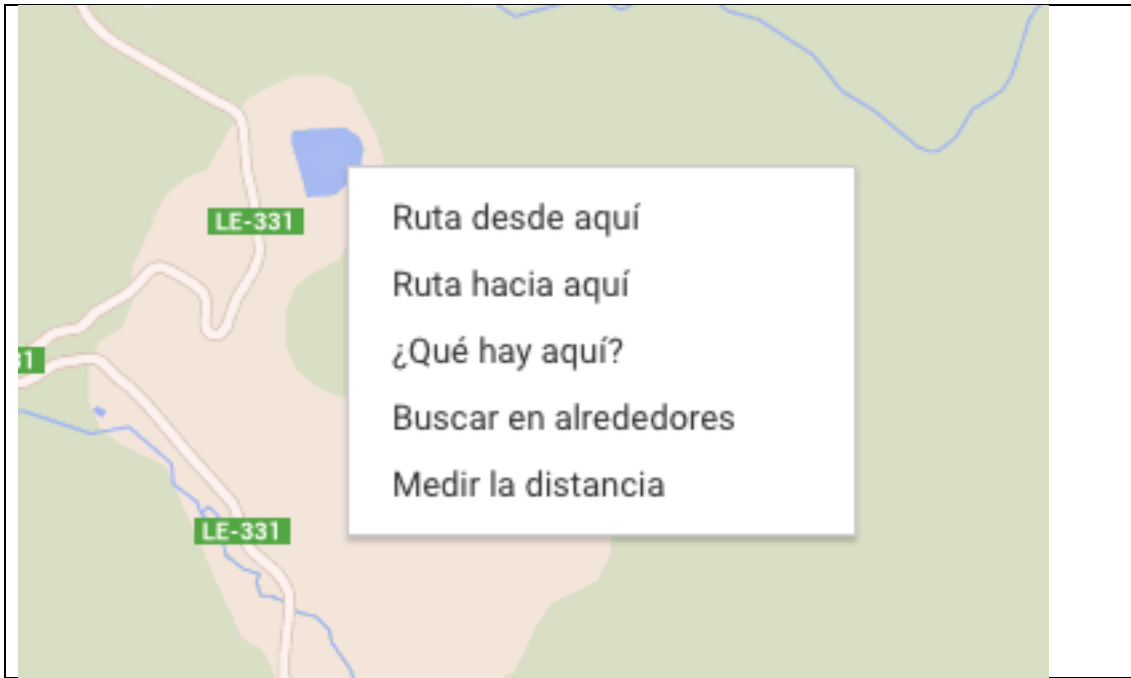 LE-331
Ruta desde aquí
Ruta hacia aquí
¿Qué hay aquí?
31
Buscar en alrededores
Medir la distancia
LE-331